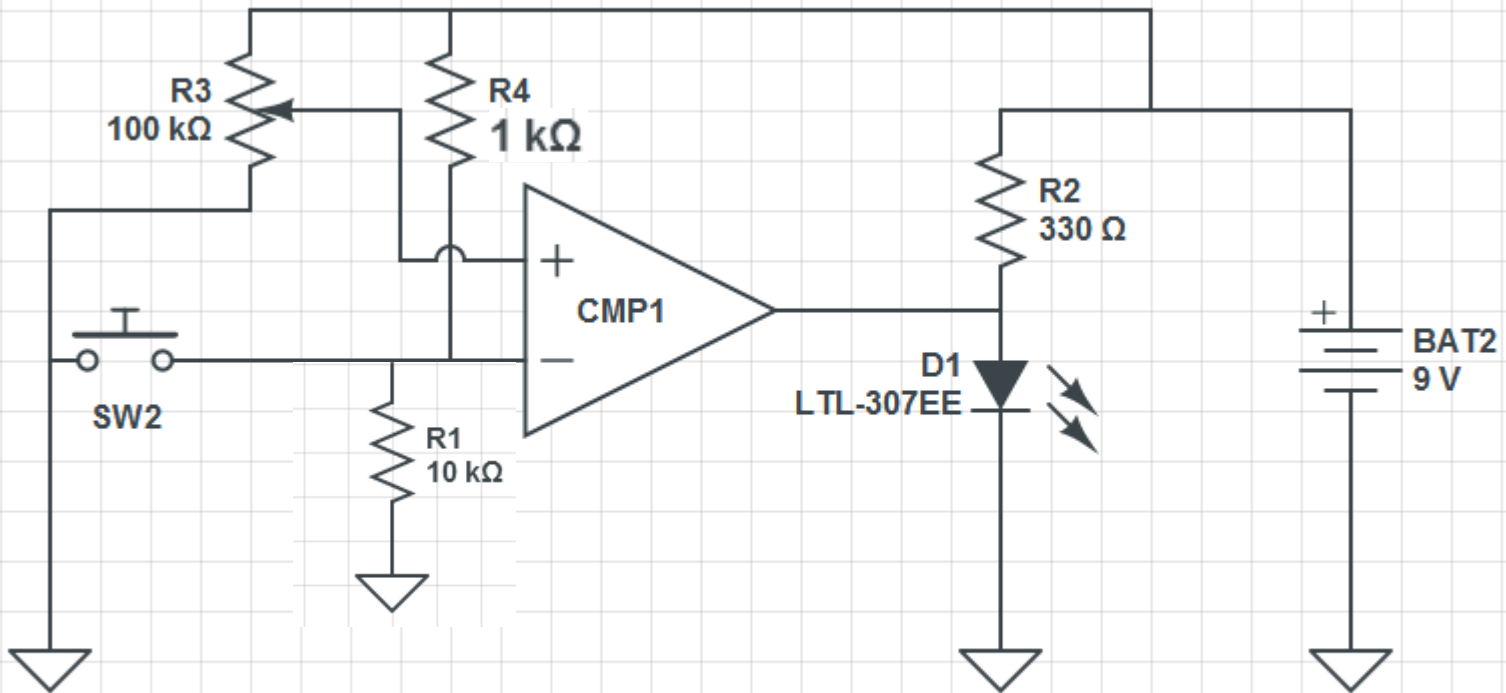 R3
100 kΩ
R4
1 kΩ
+
−
CMP1
SW2
R1
10 kΩ
R2
330 Ω
D1
LTL-307EE
+
BAT2
9 V